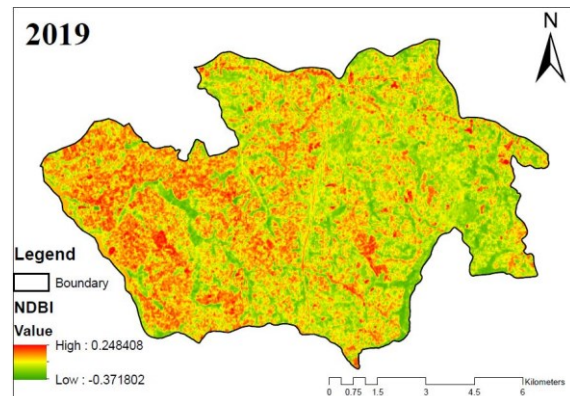 2019
N
Legend
Boundary
NDBI
Value
High : 0.248408
Low : -0.371802
Kilometers
0 0.75 1.5 3 4.5 6